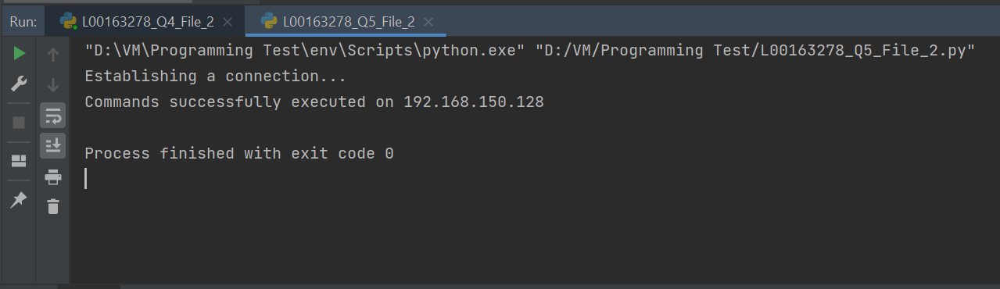 Run: L00163278_Q4_File_2 L00163278_Q5_File_2
"D:\VM\Programming Test\env\Scripts\python.exe" "D:/VM/Programming Test/L00163278_Q5_File_2.py"
Establishing a connection...
Commands successfully executed on 192.168.150.128
Process finished with exit code 0